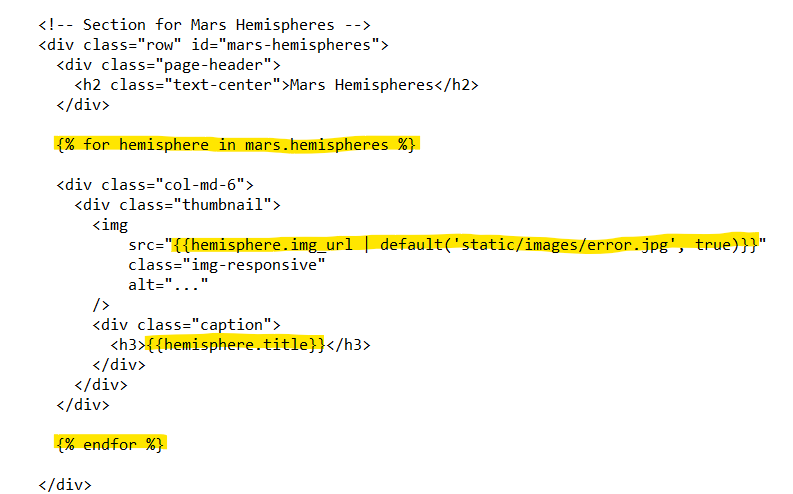 <!-- Section for Mars Hemispheres -->
<div class="row" id="mars-hemispheres">
<div class="page-header">
<h2 class="text-center">Mars Hemispheres</h2>
</div>
{% for hemisphere in mars.hemispheres %}
<div class="col-md-6">
<div class="thumbnail">
<img
src="{{hemisphere.img_url | default('static/images/error.jpg', true)}}"
class="img-responsive"
alt="..."
/>
<div class="caption">
<h3>{{hemisphere.title}}</h3>
</div>
</div>
</div>
{% endfor %}
</div>